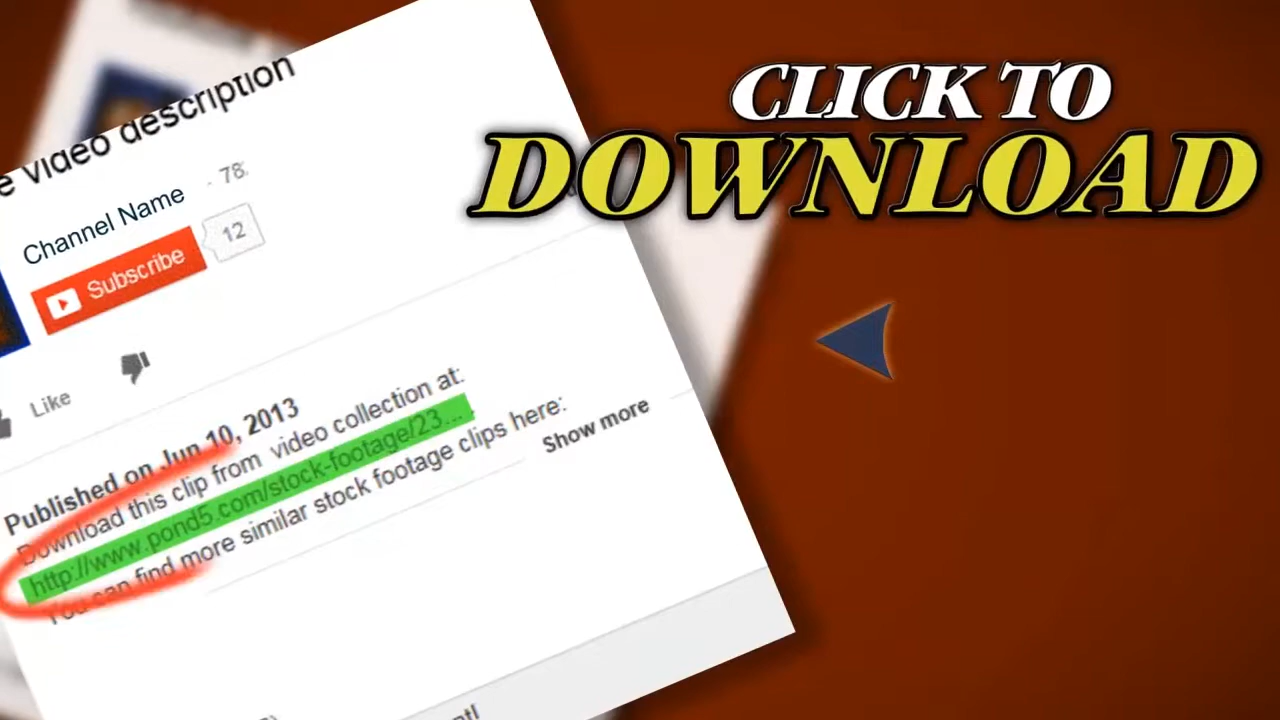 CLICK TO
DOWNLOAD
e video description
Channel Name
78
Subscribe
12
Like
Published on Jun 10, 2013
Download this clip from video collection at:
http://www.pond5.com/stock-footage/23...
You can find more similar stock footage clips here:
Show more